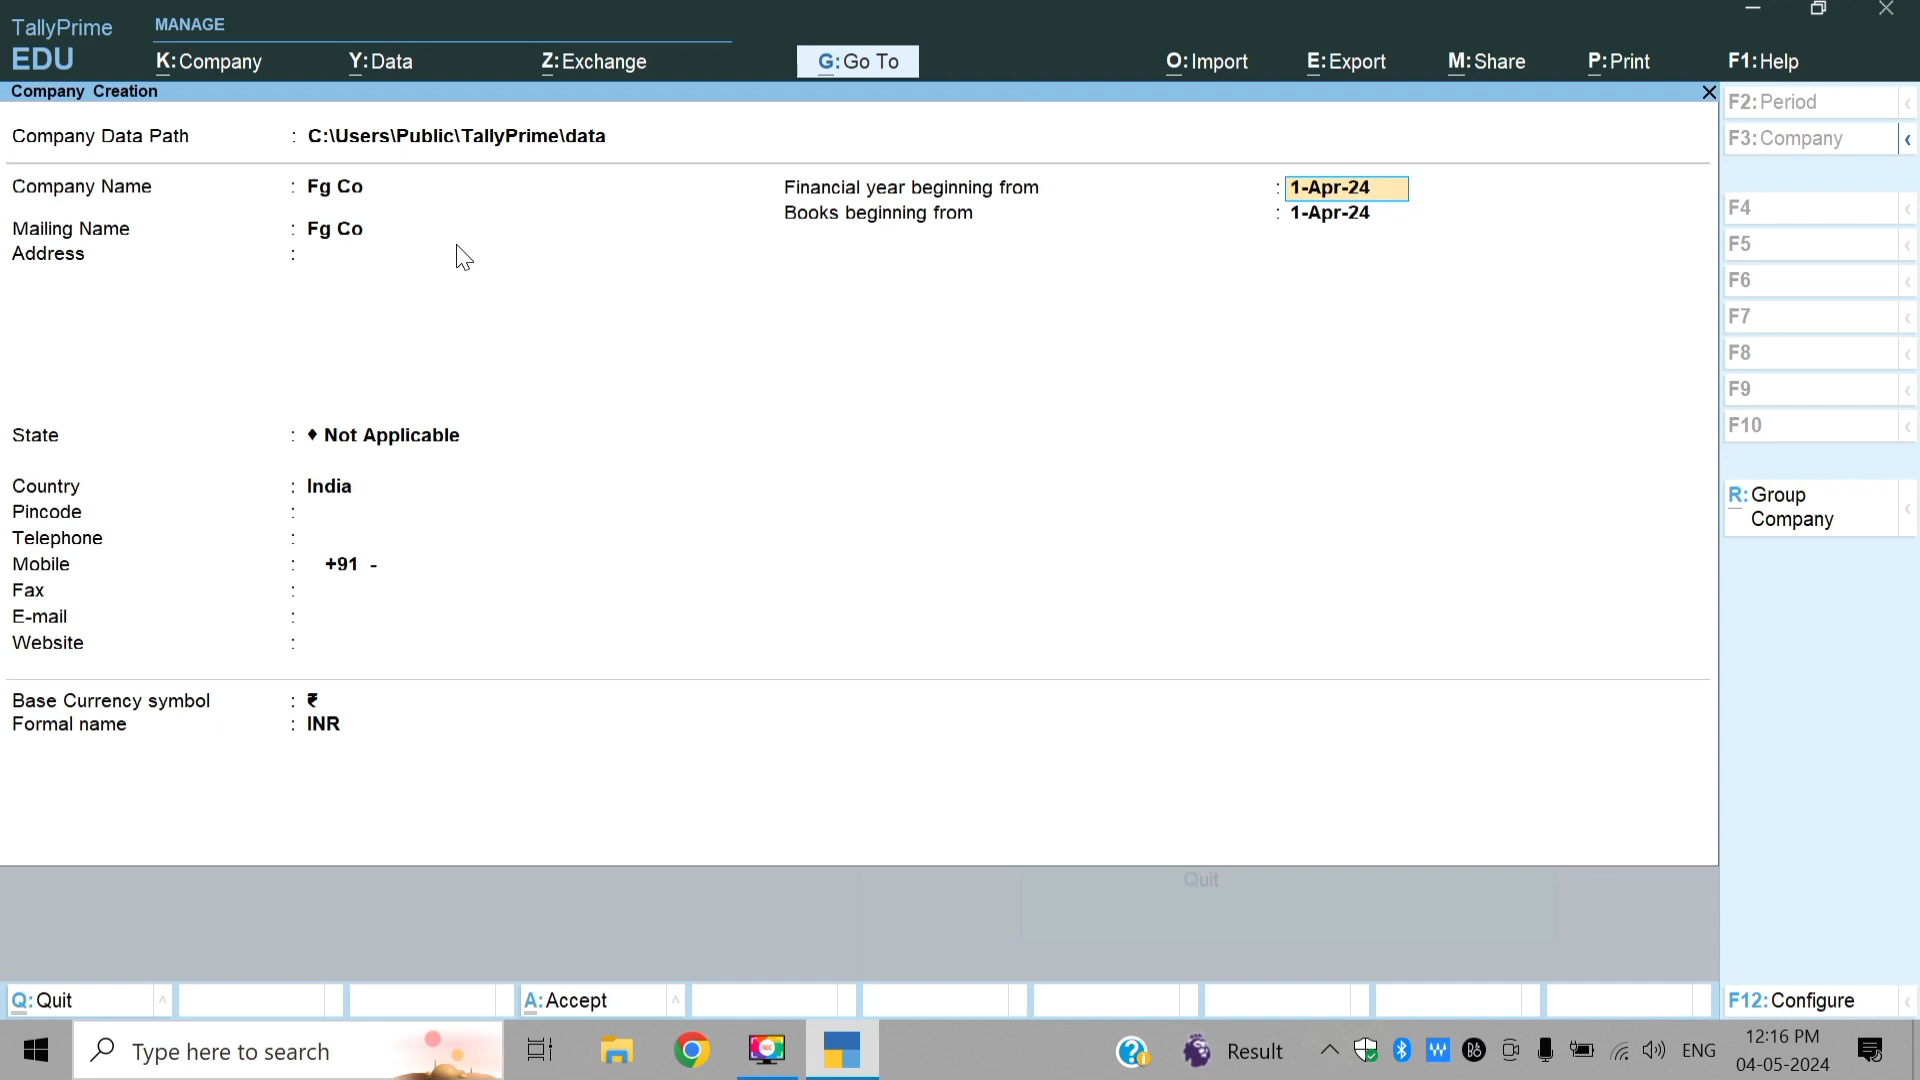 TallyPrime
EDU
MANAGE
K: Company Y: Data Z: Exchange G: Go To O: Import E: Export M: Share P: Print F1: Help
Company Creation
Company Data Path : C:\Users\Public\TallyPrime\data
Company Name : Fg Co
Financial year beginning from : 1-Apr-24
Books beginning from : 1-Apr-24
Mailing Name : Fg Co
Address :
State : ♦ Not Applicable
Country : India
Pincode :
Telephone :
Mobile : +91 -
Fax :
E-mail :
Website :
Base Currency symbol : ₹
Formal name : INR
F2: Period
F3: Company
F4
F5
F6
F7
F8
F9
F10
R: Group
Company
Quit
Q: Quit A: Accept F12: Configure
Type here to search Result ENG 12:16 PM
04-05-2024